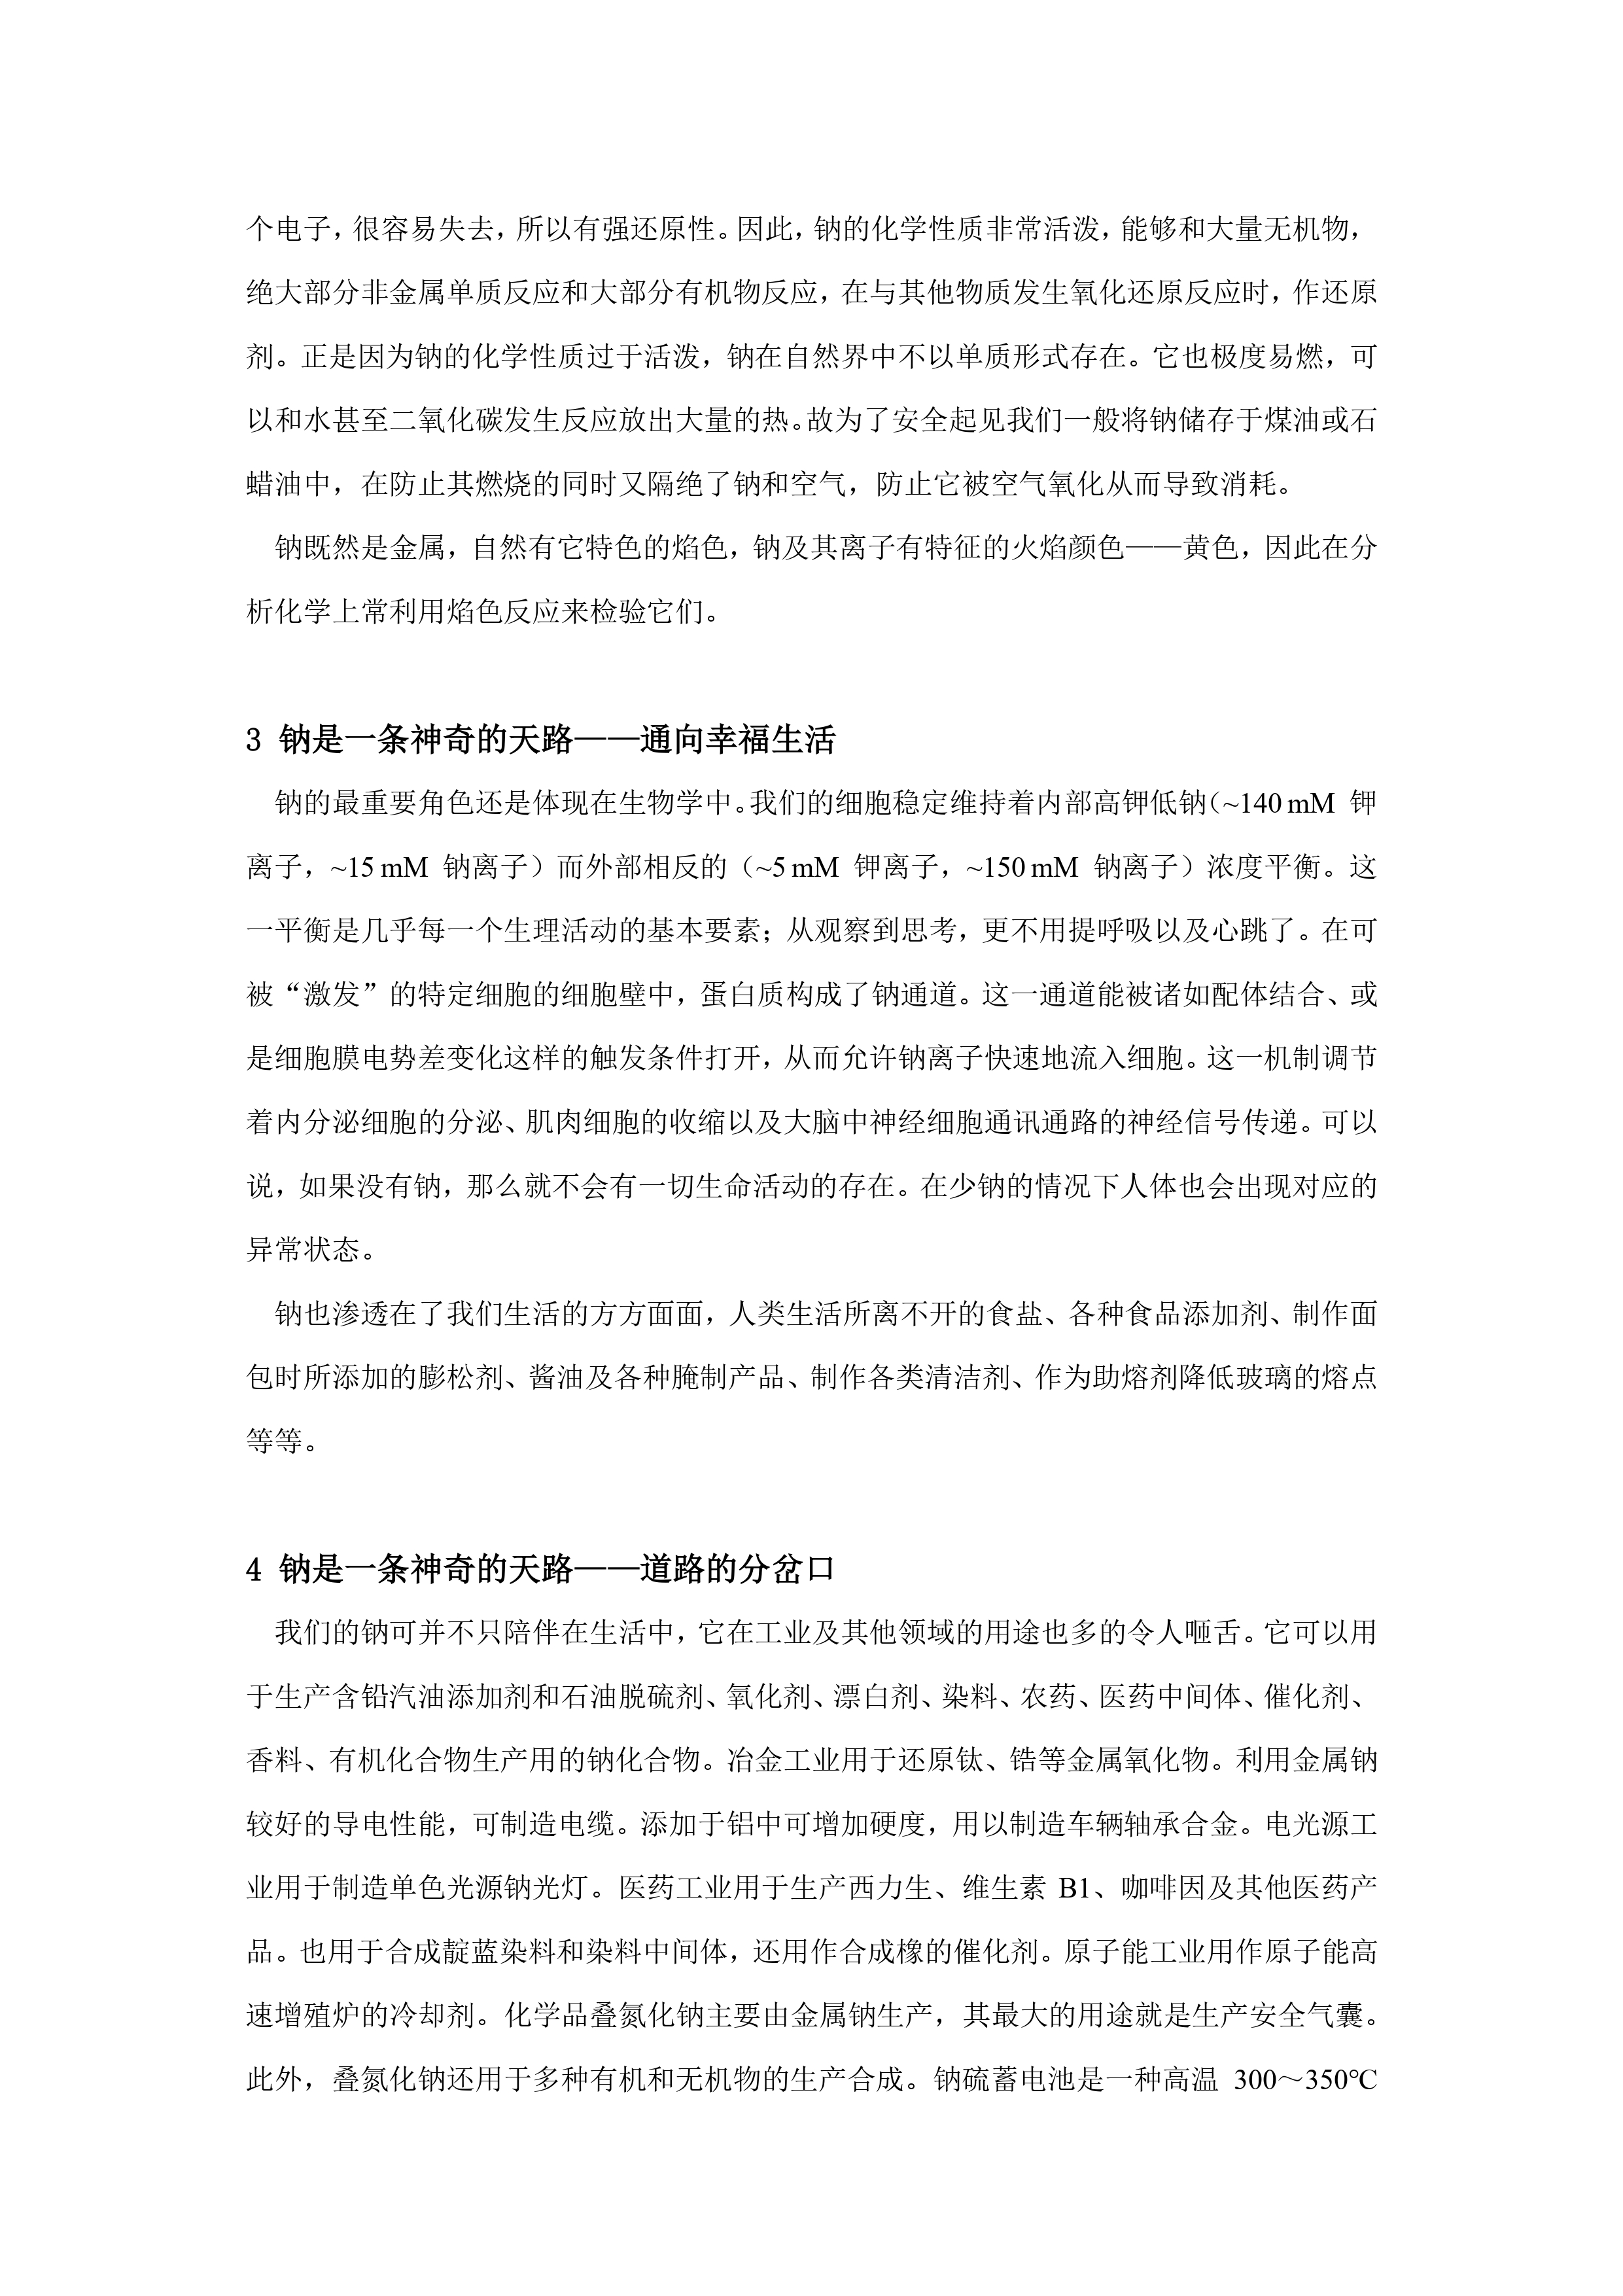 个电子，很容易失去，所以有强还原性。因此，钠的化学性质非常活泼，能够和大量无机物，
绝大部分非金属单质反应和大部分有机物反应，在与其他物质发生氧化还原反应时，作还原
剂。正是因为钠的化学性质过于活泼，钠在自然界中不以单质形式存在。它也极度易燃，可
以和水甚至二氧化碳发生反应放出大量的热。故为了安全起见我们一般将钠储存于煤油或石
蜡油中，在防止其燃烧的同时又隔绝了钠和空气，防止它被空气氧化从而导致消耗。
钠既然是金属，自然有它特色的焰色，钠及其离子有特征的火焰颜色——黄色，因此在分
析化学上常利用焰色反应来检验它们。
3 钠是一条神奇的天路——通向幸福生活
钠的最重要角色还是体现在生物学中。我们的细胞稳定维持着内部高钾低钠（~140 mM 钾
离子，~15 mM 钠离子）而外部相反的（~5 mM 钾离子，~150 mM 钠离子）浓度平衡。这
一平衡是几乎每一个生理活动的基本要素；从观察到思考，更不用提呼吸以及心跳了。在可
被“激发”的特定细胞的细胞壁中，蛋白质构成了钠通道。这一通道能被诸如配体结合、或
是细胞膜电势差变化这样的触发条件打开，从而允许钠离子快速地流入细胞。这一机制调节
着内分泌细胞的分泌、肌肉细胞的收缩以及大脑中神经细胞通讯通路的神经信号传递。可以
说，如果没有钠，那么就不会有一切生命活动的存在。在少钠的情况下人体也会出现对应的
异常状态。
钠也渗透在了我们生活的方方面面，人类生活所离不开的食盐、各种食品添加剂、制作面
包时所添加的膨松剂、酱油及各种腌制产品、制作各类清洁剂、作为助熔剂降低玻璃的熔点
等等。
4 钠是一条神奇的天路——道路的分岔口
我们的钠可并不只陪伴在生活中，它在工业及其他领域的用途也多的令人咂舌。它可以用
于生产含铅汽油添加剂和石油脱硫剂、氧化剂、漂白剂、染料、农药、医药中间体、催化剂、
香料、有机化合物生产用的钠化合物。冶金工业用于还原钛、锆等金属氧化物。利用金属钠
较好的导电性能，可制造电缆。添加于铝中可增加硬度，用以制造车辆轴承合金。电光源工
业用于制造单色光源钠光灯。医药工业用于生产西力生、维生素 B1、咖啡因及其他医药产
品。也用于合成靛蓝染料和染料中间体，还用作合成橡的催化剂。原子能工业用作原子能高
速增殖炉的冷却剂。化学品叠氮化钠主要由金属钠生产，其最大的用途就是生产安全气囊。
此外，叠氮化钠还用于多种有机和无机物的生产合成。钠硫蓄电池是一种高温 300～350℃